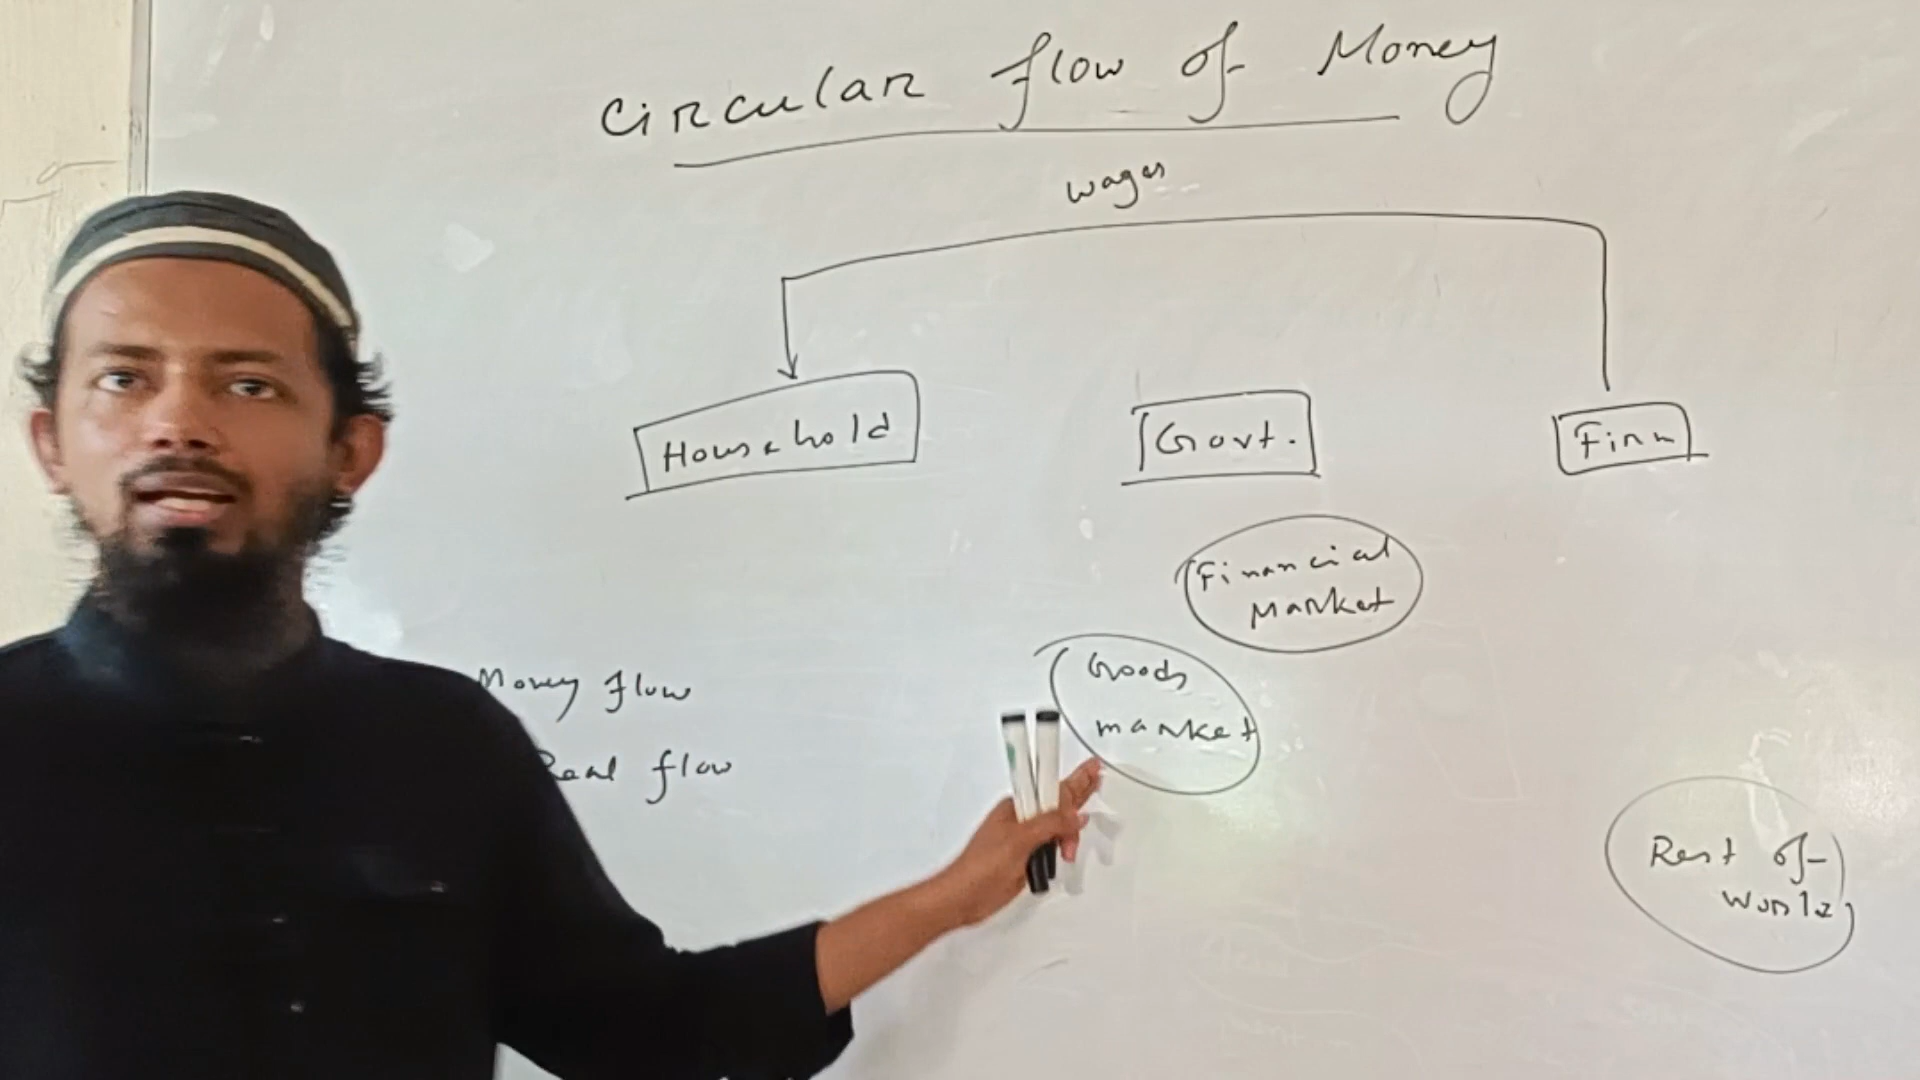 Circular flow of Money
wages
Household
Govt.
Firm
Financial
Market
Goods
market
Money flow
Real flow
Rest of
World